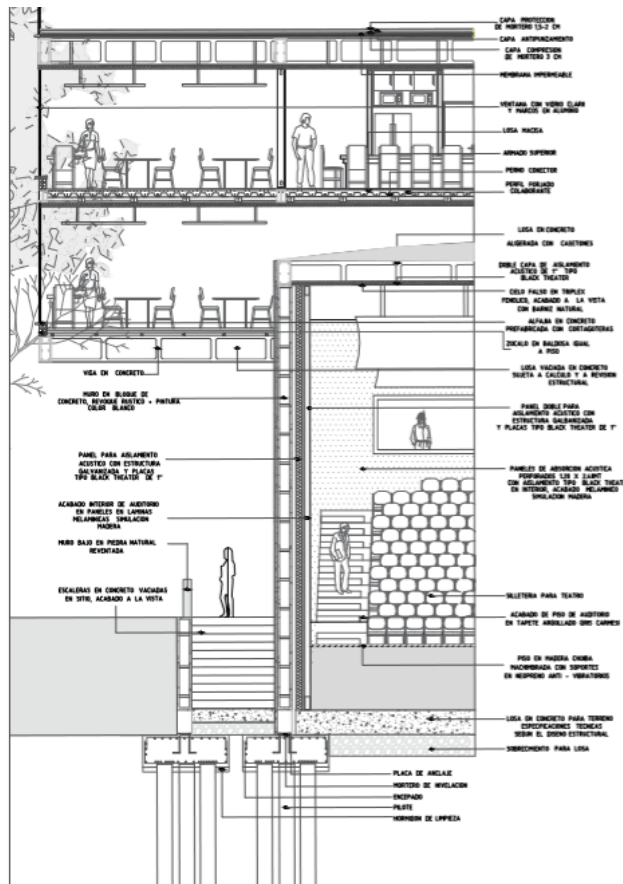 CAPA PROTECCION
DE MORTERO 1.5-2 CM
CAPA ANTIPUNZAMIENTO
CAPA COMPRESION
DE MORTERO 3 CM
MEMBRANA IMPERMEABLE
VENTANA CON VIDRIO CLARO
Y MARCOS EN ALUMINIO
LOSA MACISA
ARMADO SUPERIOR
PERNO CONECTOR
PERFIL FORJADO
COLABORANTE
LOSA EN CONCRETO
ALIGERADA CON CASETONES
DOBLE CAPA DE AISLAMIENTO
ACUSTICO DE 1" TIPO
BLACK THEATER
CIELO FALSO EN TRIPLEX
FENOLICO, ACABADO A LA VISTA
CON BARNIZ NATURAL
ALFAJIA EN CONCRETO
PREFABRICADA CON CORTAGOTERAS
ZOCALO EN BALDOSA IGUAL
A PISO
VIGA EN CONCRETO
LOSA VACIADA EN CONCRETO
SUJETA A CALCULO Y A REVISION
ESTRUCTURAL
MURO EN BLOQUE DE
CONCRETO, REVOQUE RUSTICO + PINTURA
COLOR BLANCO
PANEL DOBLE PARA
AISLAMIENTO ACUSTICO CON
ESTRUCTURA GALVANIZADA
Y PLACAS TIPO BLACK THEATER DE 1"
PANEL PARA AISLAMIENTO
ACUSTICO CON ESTRUCTURA
GALVANIZADA Y PLACAS
TIPO BLACK THEATER DE 1"
PANELES DE ABSORCION ACUSTICA
PERFORADOS 1.20 X 2.40MT
CON AISLAMIENTO TIPO BLACK THEAT
EN INTERIOR, ACABADO MELAMINICO
SIMULACION MADERA
ACABADO INTERIOR DE AUDITORIO
EN PANELES EN LAMINAS
MELAMINICAS SIMULACION
MADERA
MURO BAJO EN PIEDRA NATURAL
REVENTADA
ESCALERAS EN CONCRETO VACIADAS
EN SITIO, ACABADO A LA VISTA
SILLETERIA PARA TEATRO
ACABADO DE PISO DE AUDITORIO
EN TAPETE ARGOLLADO GRIS CARMESI
PISO EN MADERA CHOIBA
MACHIMBRADA CON SOPORTES
EN NEOPRENO ANTI - VIBRATORIOS
LOSA EN CONCRETO PARA TERRENO
ESPECIFICACIONES TECNICAS
SEGUN EL DISENO ESTRUCTURAL
SOBRECIMIENTO PARA LOSA
PLACA DE ANCLAJE
MORTERO DE NIVELACION
ENCEPADO
PILOTE
HORMIGON DE LIMPIEZA